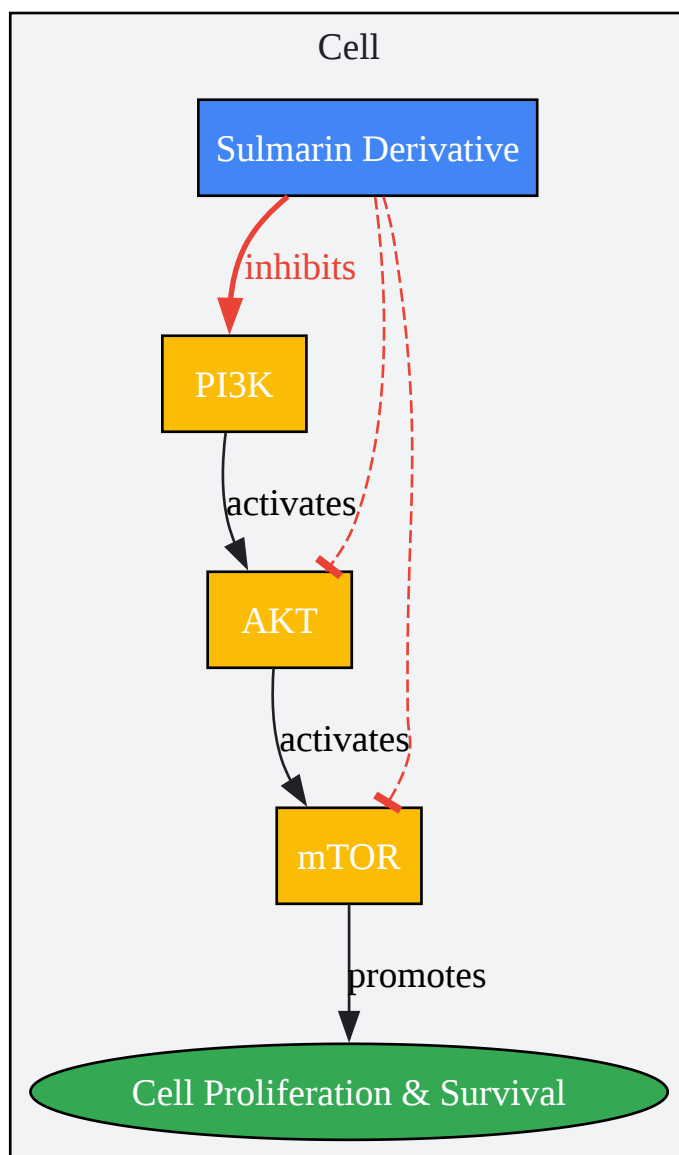 Cell
Sulmarin Derivative
inhibits
PI3K
activates
AKT
activates
mTOR
promotes
Cell Proliferation & Survival